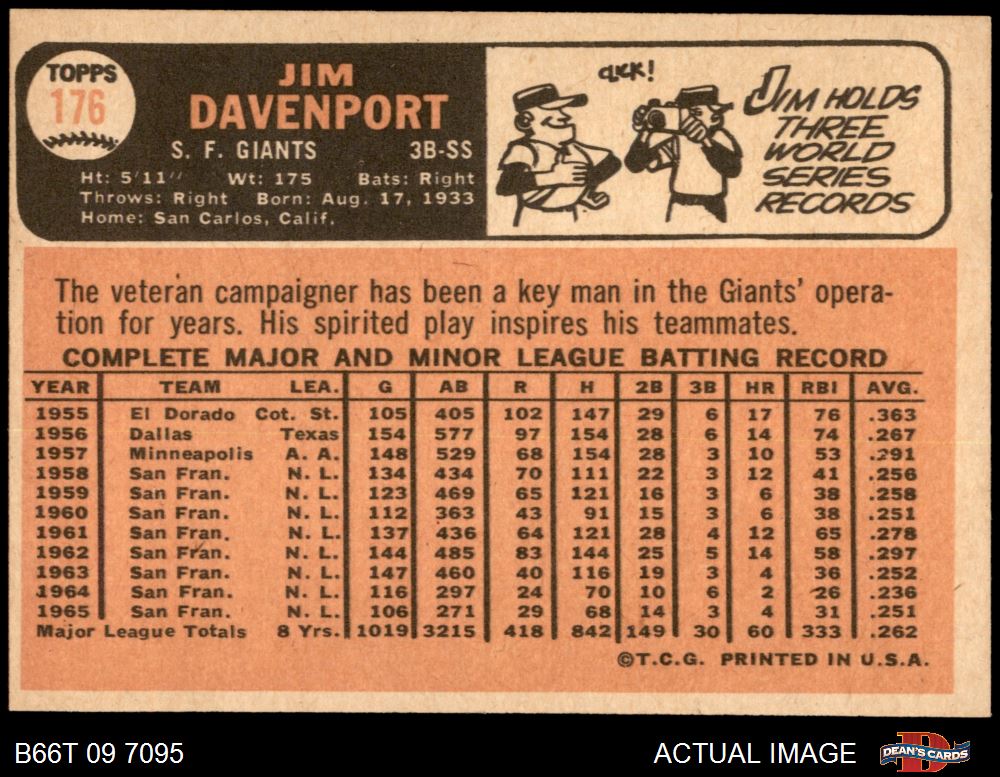 TOPPS
176
JIM
DAVENPORT
S. F. GIANTS 3B-SS
Ht: 5'11" Wt: 175 Bats: Right
Throws: Right Born: Aug. 17, 1933
Home: San Carlos, Calif.
CLICK!
JIM HOLDS
THREE
WORLD
SERIES
RECORDS
The veteran campaigner has been a key man in the Giants' opera-
tion for years. His spirited play inspires his teammates.
COMPLETE MAJOR AND MINOR LEAGUE BATTING RECORD
YEAR TEAM LEA. G AB R H 2B 3B HR RBI AVG.
1955 El Dorado Cot. St. 105 405 102 147 29 6 17 76 .363
1956 Dallas Texas 154 577 97 154 28 6 14 74 .267
1957 Minneapolis A. A. 148 529 68 154 28 3 10 53 .291
1958 San Fran. N. L. 134 434 70 111 22 3 12 41 .256
1959 San Fran. N. L. 123 469 65 121 16 3 6 38 .258
1960 San Fran. N. L. 112 363 43 91 15 3 6 38 .251
1961 San Fran. N. L. 137 436 64 121 28 4 12 65 .278
1962 San Fran. N. L. 144 485 83 144 25 5 14 58 .297
1963 San Fran. N. L. 147 460 40 116 19 3 4 36 .252
1964 San Fran. N. L. 116 297 24 70 10 6 2 26 .236
1965 San Fran. N. L. 106 271 29 68 14 3 4 31 .251
Major League Totals 8 Yrs. 1019 3215 418 842 149 30 60 333 .262
©T.C.G. PRINTED IN U.S.A.
B66T 09 7095 ACTUAL IMAGE
DEAN'S CARDS